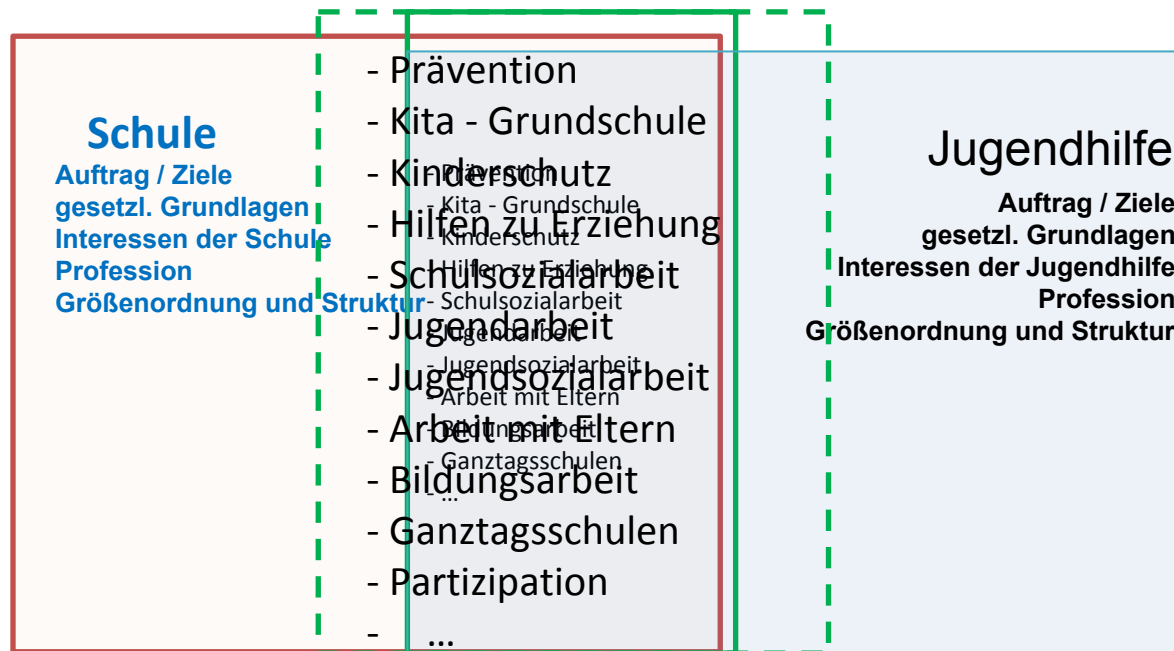 Schule
Auftrag / Ziele
gesetzl. Grundlagen
Interessen der Schule
Profession
Größenordnung und Struktur
- Prävention
- Kita - Grundschule
- Kinderschutz
- Hilfen zu Erziehung
- Schulsozialarbeit
- Jugendarbeit
- Jugendsozialarbeit
- Arbeit mit Eltern
- Bildungsarbeit
- Ganztagsschulen
- Partizipation
- ...
- Prävention
- Kita - Grundschule
- Kinderschutz
- Hilfen zu Erziehung
- Schulsozialarbeit
- Jugendarbeit
- Jugendsozialarbeit
- Arbeit mit Eltern
- Bildungsarbeit
- Ganztagsschulen
- ...
Jugendhilfe
Auftrag / Ziele
gesetzl. Grundlagen
Interessen der Jugendhilfe
Profession
Größenordnung und Struktur